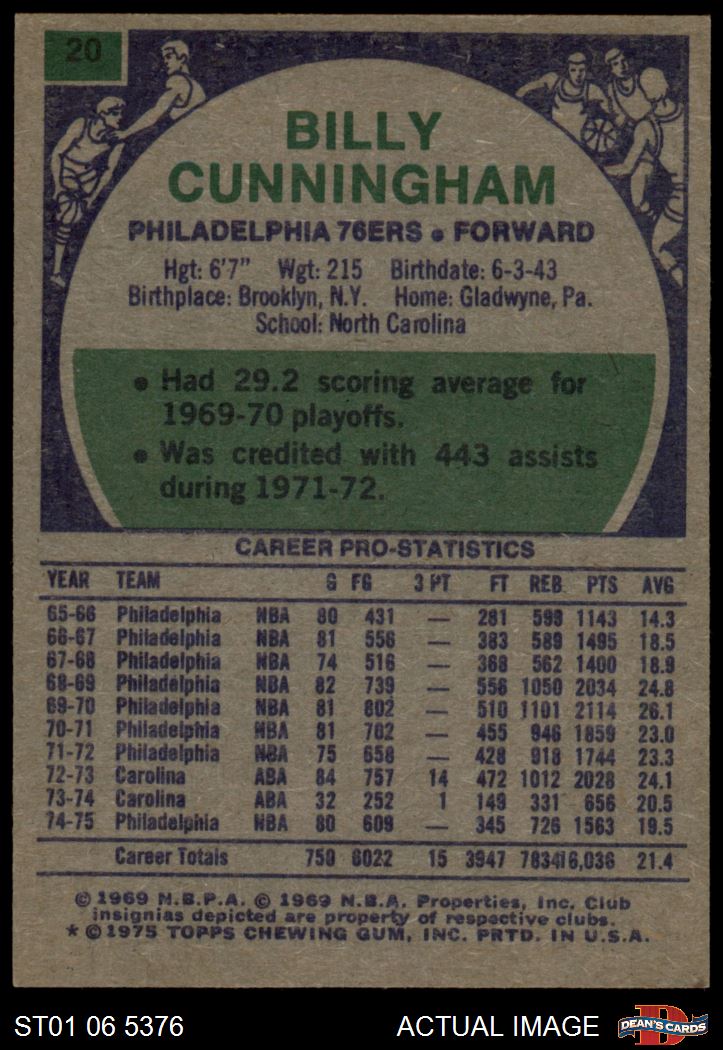 20
BILLY
CUNNINGHAM
PHILADELPHIA 76ERS • FORWARD
Hgt: 6'7" Wgt: 215 Birthdate: 6-3-43
Birthplace: Brooklyn, N.Y. Home: Gladwyne, Pa.
School: North Carolina
• Had 29.2 scoring average for
1969-70 playoffs.
• Was credited with 443 assists
during 1971-72.
CAREER PRO-STATISTICS
YEAR TEAM G FG 3 PT FT REB PTS AVG
65-66 Philadelphia NBA 80 431 — 281 599 1143 14.3
66-67 Philadelphia NBA 81 556 — 383 589 1495 18.5
67-68 Philadelphia NBA 74 516 — 368 562 1400 18.9
68-69 Philadelphia NBA 82 739 — 556 1050 2034 24.8
69-70 Philadelphia NBA 81 802 — 510 1101 2114 26.1
70-71 Philadelphia NBA 81 702 — 455 946 1859 23.0
71-72 Philadelphia NBA 75 658 — 428 918 1744 23.3
72-73 Carolina ABA 84 757 14 472 1012 2028 24.1
73-74 Carolina ABA 32 252 1 149 331 656 20.5
74-75 Philadelphia NBA 80 609 — 345 726 1563 19.5
Career Totals 750 6022 15 3947 7834 16,036 21.4
© 1969 N.B.P.A. © 1969 N.B.A. Properties, Inc. Club
insignias depicted are property of respective clubs.
* © 1975 TOPPS CHEWING GUM, INC. PRTD. IN U.S.A.
ST01 06 5376 ACTUAL IMAGE D DEAN'S CARDS